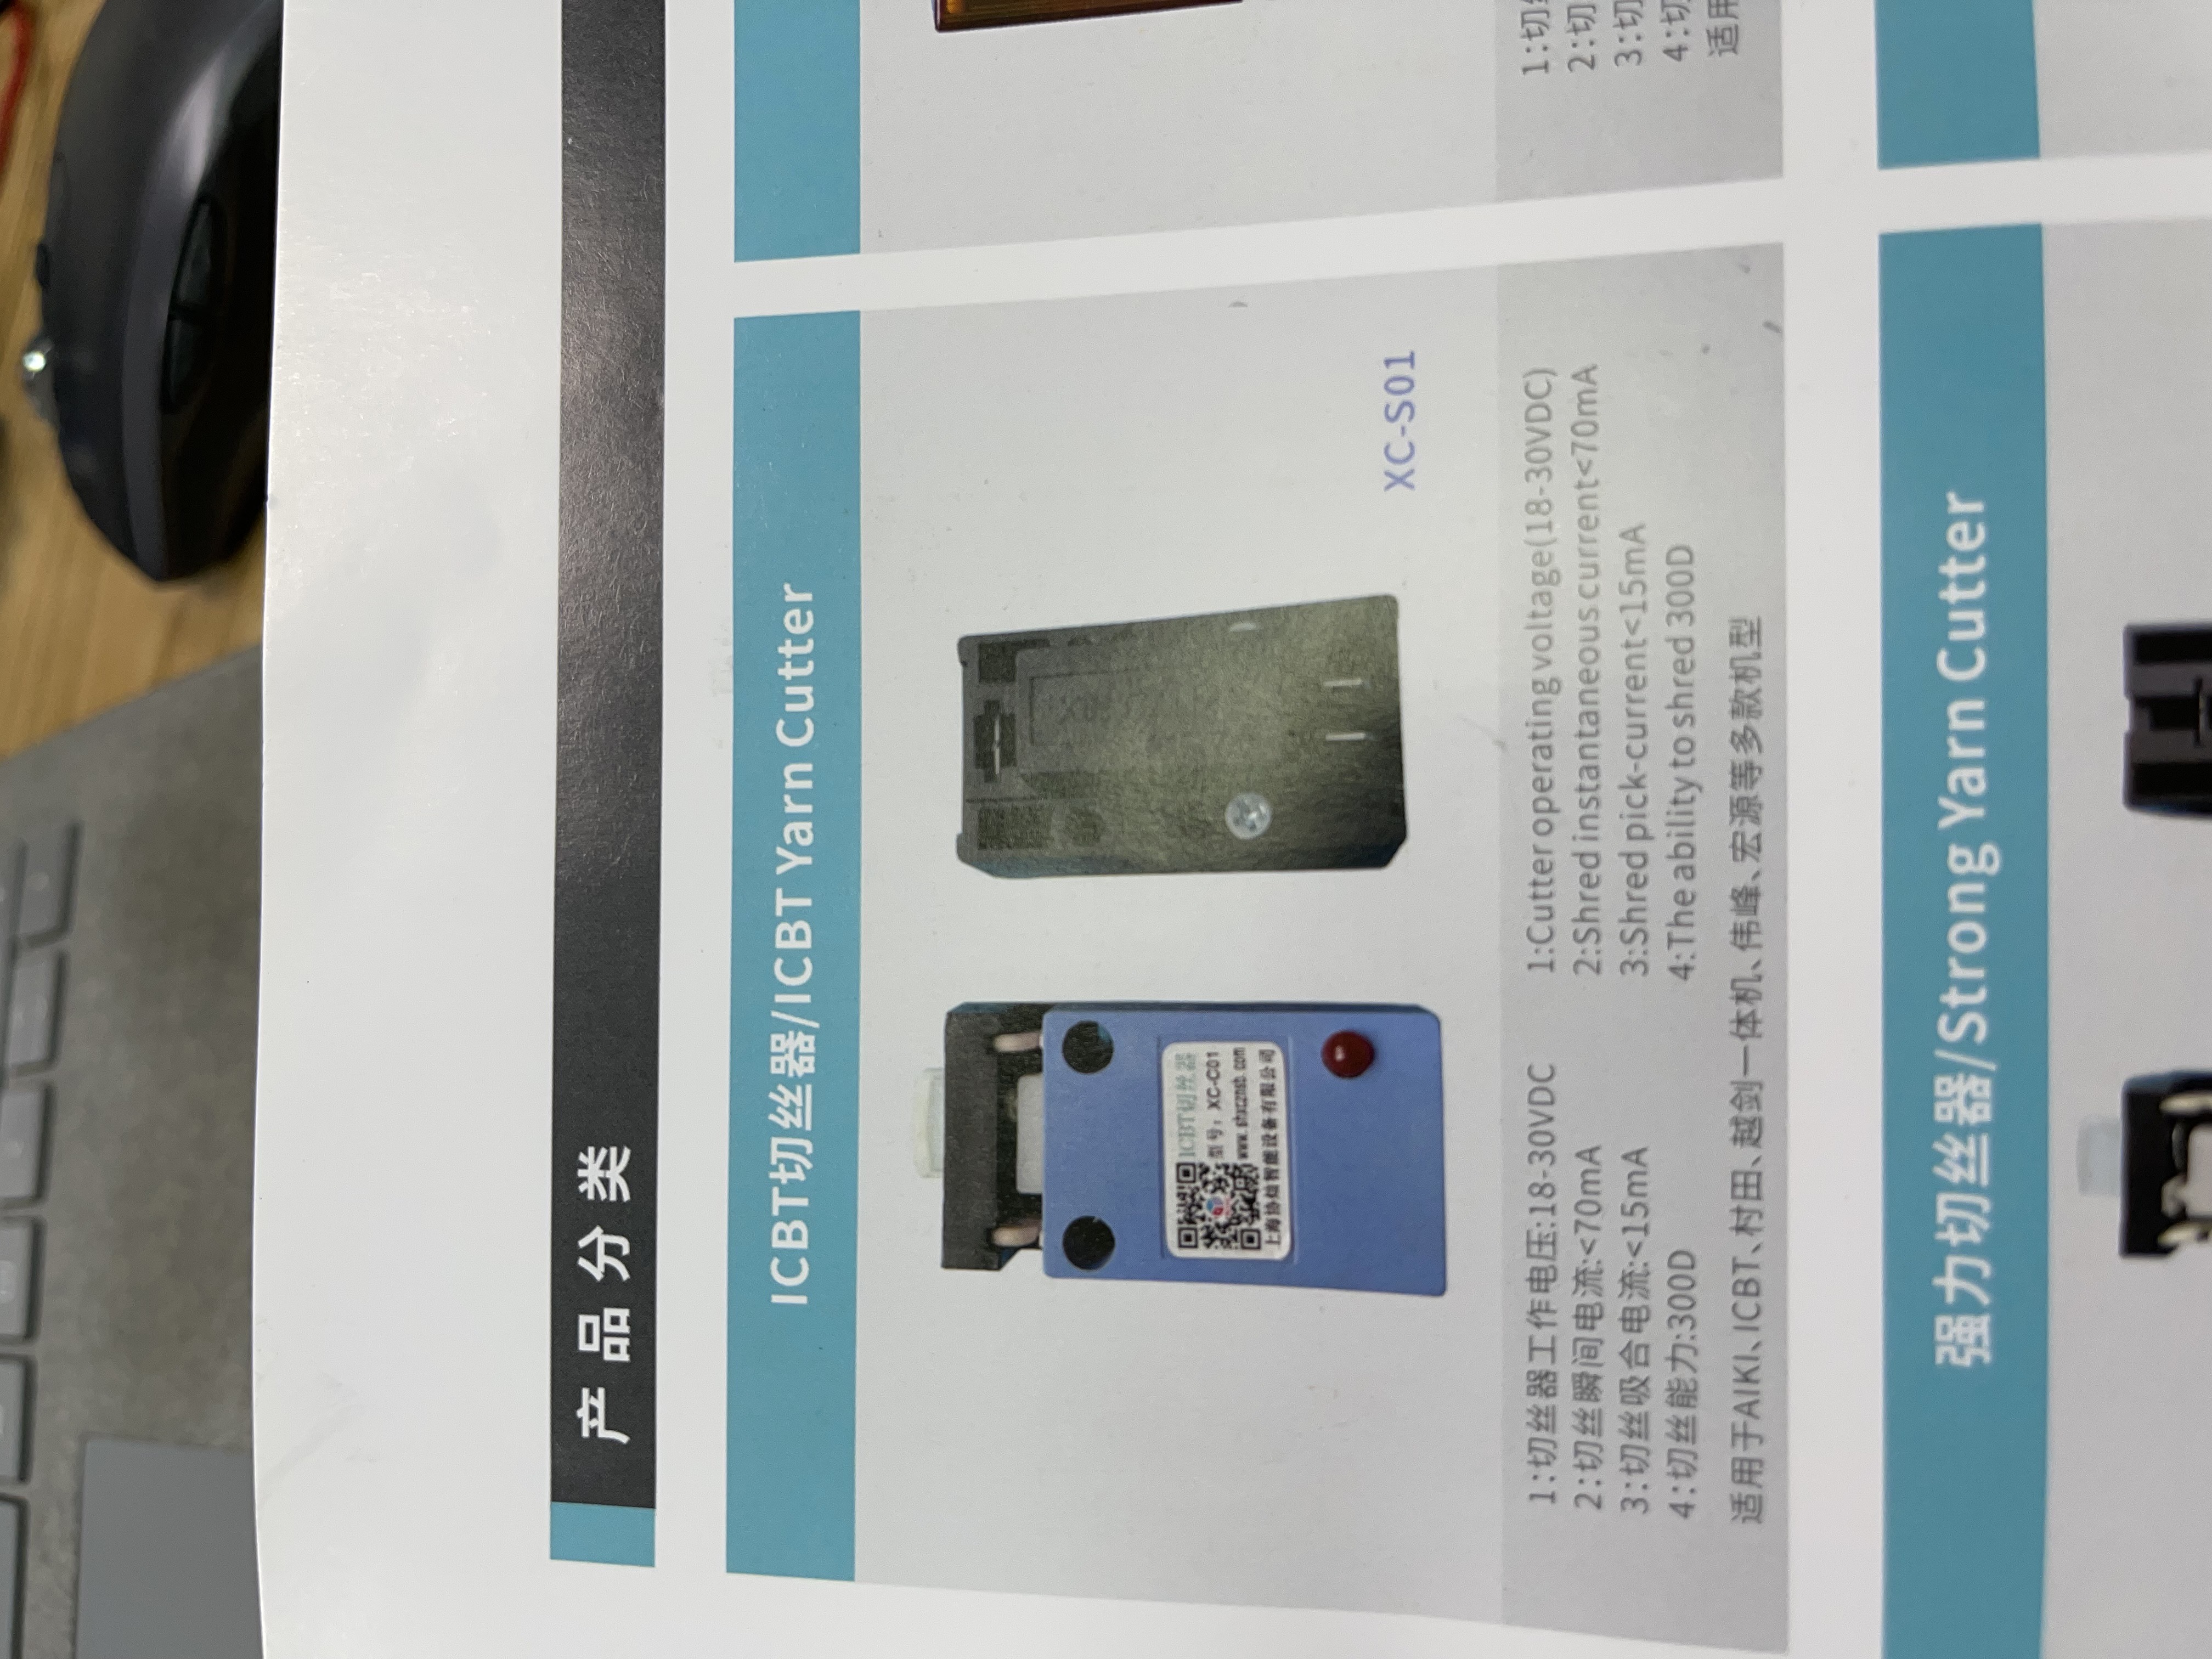 产品分类
ICBT切丝器/ICBT Yarn Cutter
ICBT切丝器
型号：XC-C01
www.shxcznsb.com
上海协灿智能设备有限公司
XC-S01
1:切丝器工作电压:18-30VDC
2:切丝瞬间电流:<70mA
3:切丝吸合电流:<15mA
4:切丝能力:300D
1:Cutter operating voltage(18-30VDC)
2:Shred instantaneous current<70mA
3:Shred pick-current<15mA
4:The ability to shred 300D
适用于AIKI、ICBT、村田、越剑一体机、伟峰、宏源等多款机型
1:切
2:切
3:切
4:切
适用
强力切丝器/Strong Yarn Cutter